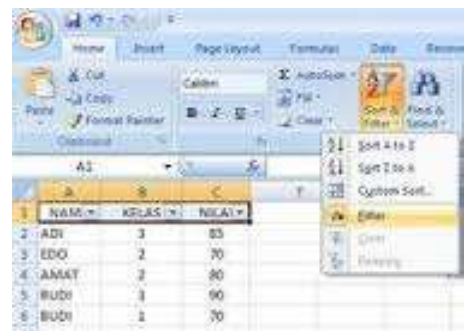 Home Insert Page Layout Formulas Data
Cut
Copy
Format Painter
Paste
Clipboard
Calibri
B I U
Σ AutoSum
Fill
Clear
Sort & Filter
Find & Select
Sort A to Z
Sort Z to A
Custom Sort...
Filter
Clear
Reapply
A1
A B C F
1 NAMA KELAS NILAI
2 ADI 3 85
3 EDO 2 70
4 AMAT 2 80
5 BUDI 90
6 BUDI 1 70